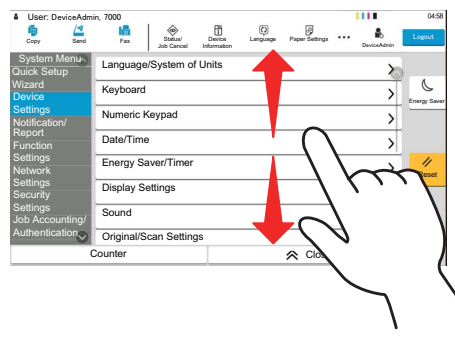 User: DeviceAdmin, 7000 04:58
Copy Send Fax Status/ Job Cancel Device Information Language Paper Settings DeviceAdmin Logout
System Menu
Quick Setup
Wizard
Device
Settings
Notification/
Report
Function
Settings
Network
Settings
Security
Settings
Job Accounting/
Authentication
Language/System of Units
Keyboard
Numeric Keypad
Date/Time
Energy Saver/Timer
Display Settings
Sound
Original/Scan Settings
Energy Saver
Reset
Counter